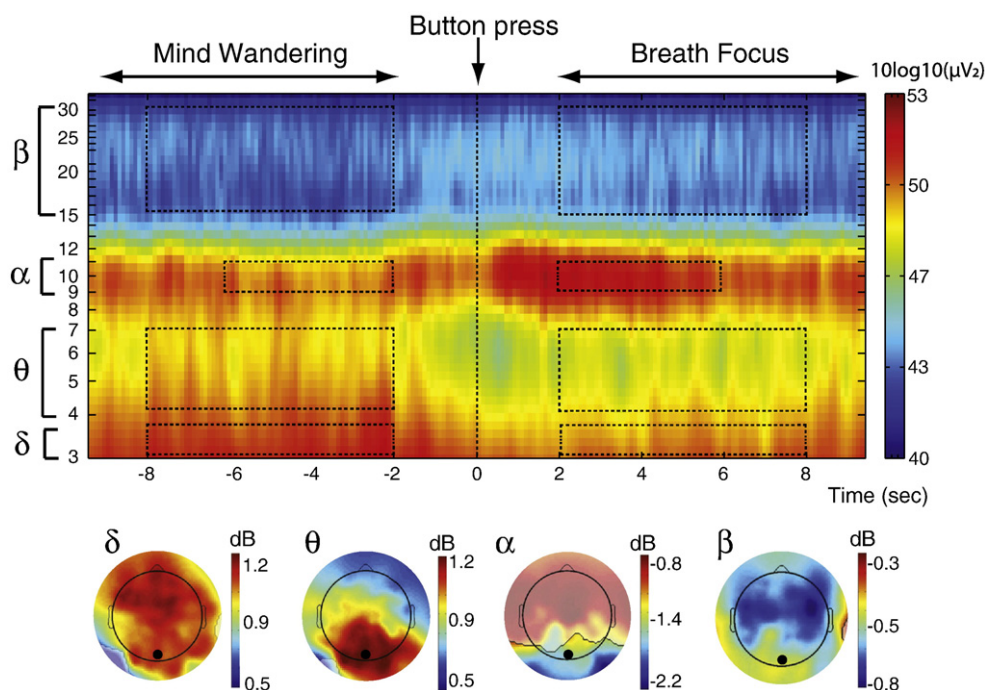 Button press
Mind Wandering
Breath Focus
10log10(µV₂)
β
30
25
20
15
α
12
10
9
8
θ
7
6
5
4
δ
3
-8 -6 -4 -2 0 2 4 6 8
Time (sec)
53
50
47
43
40
δ
dB
1.2
0.9
0.5
θ
dB
1.2
0.9
0.5
α
dB
-0.8
-1.4
-2.2
β
dB
-0.3
-0.5
-0.8